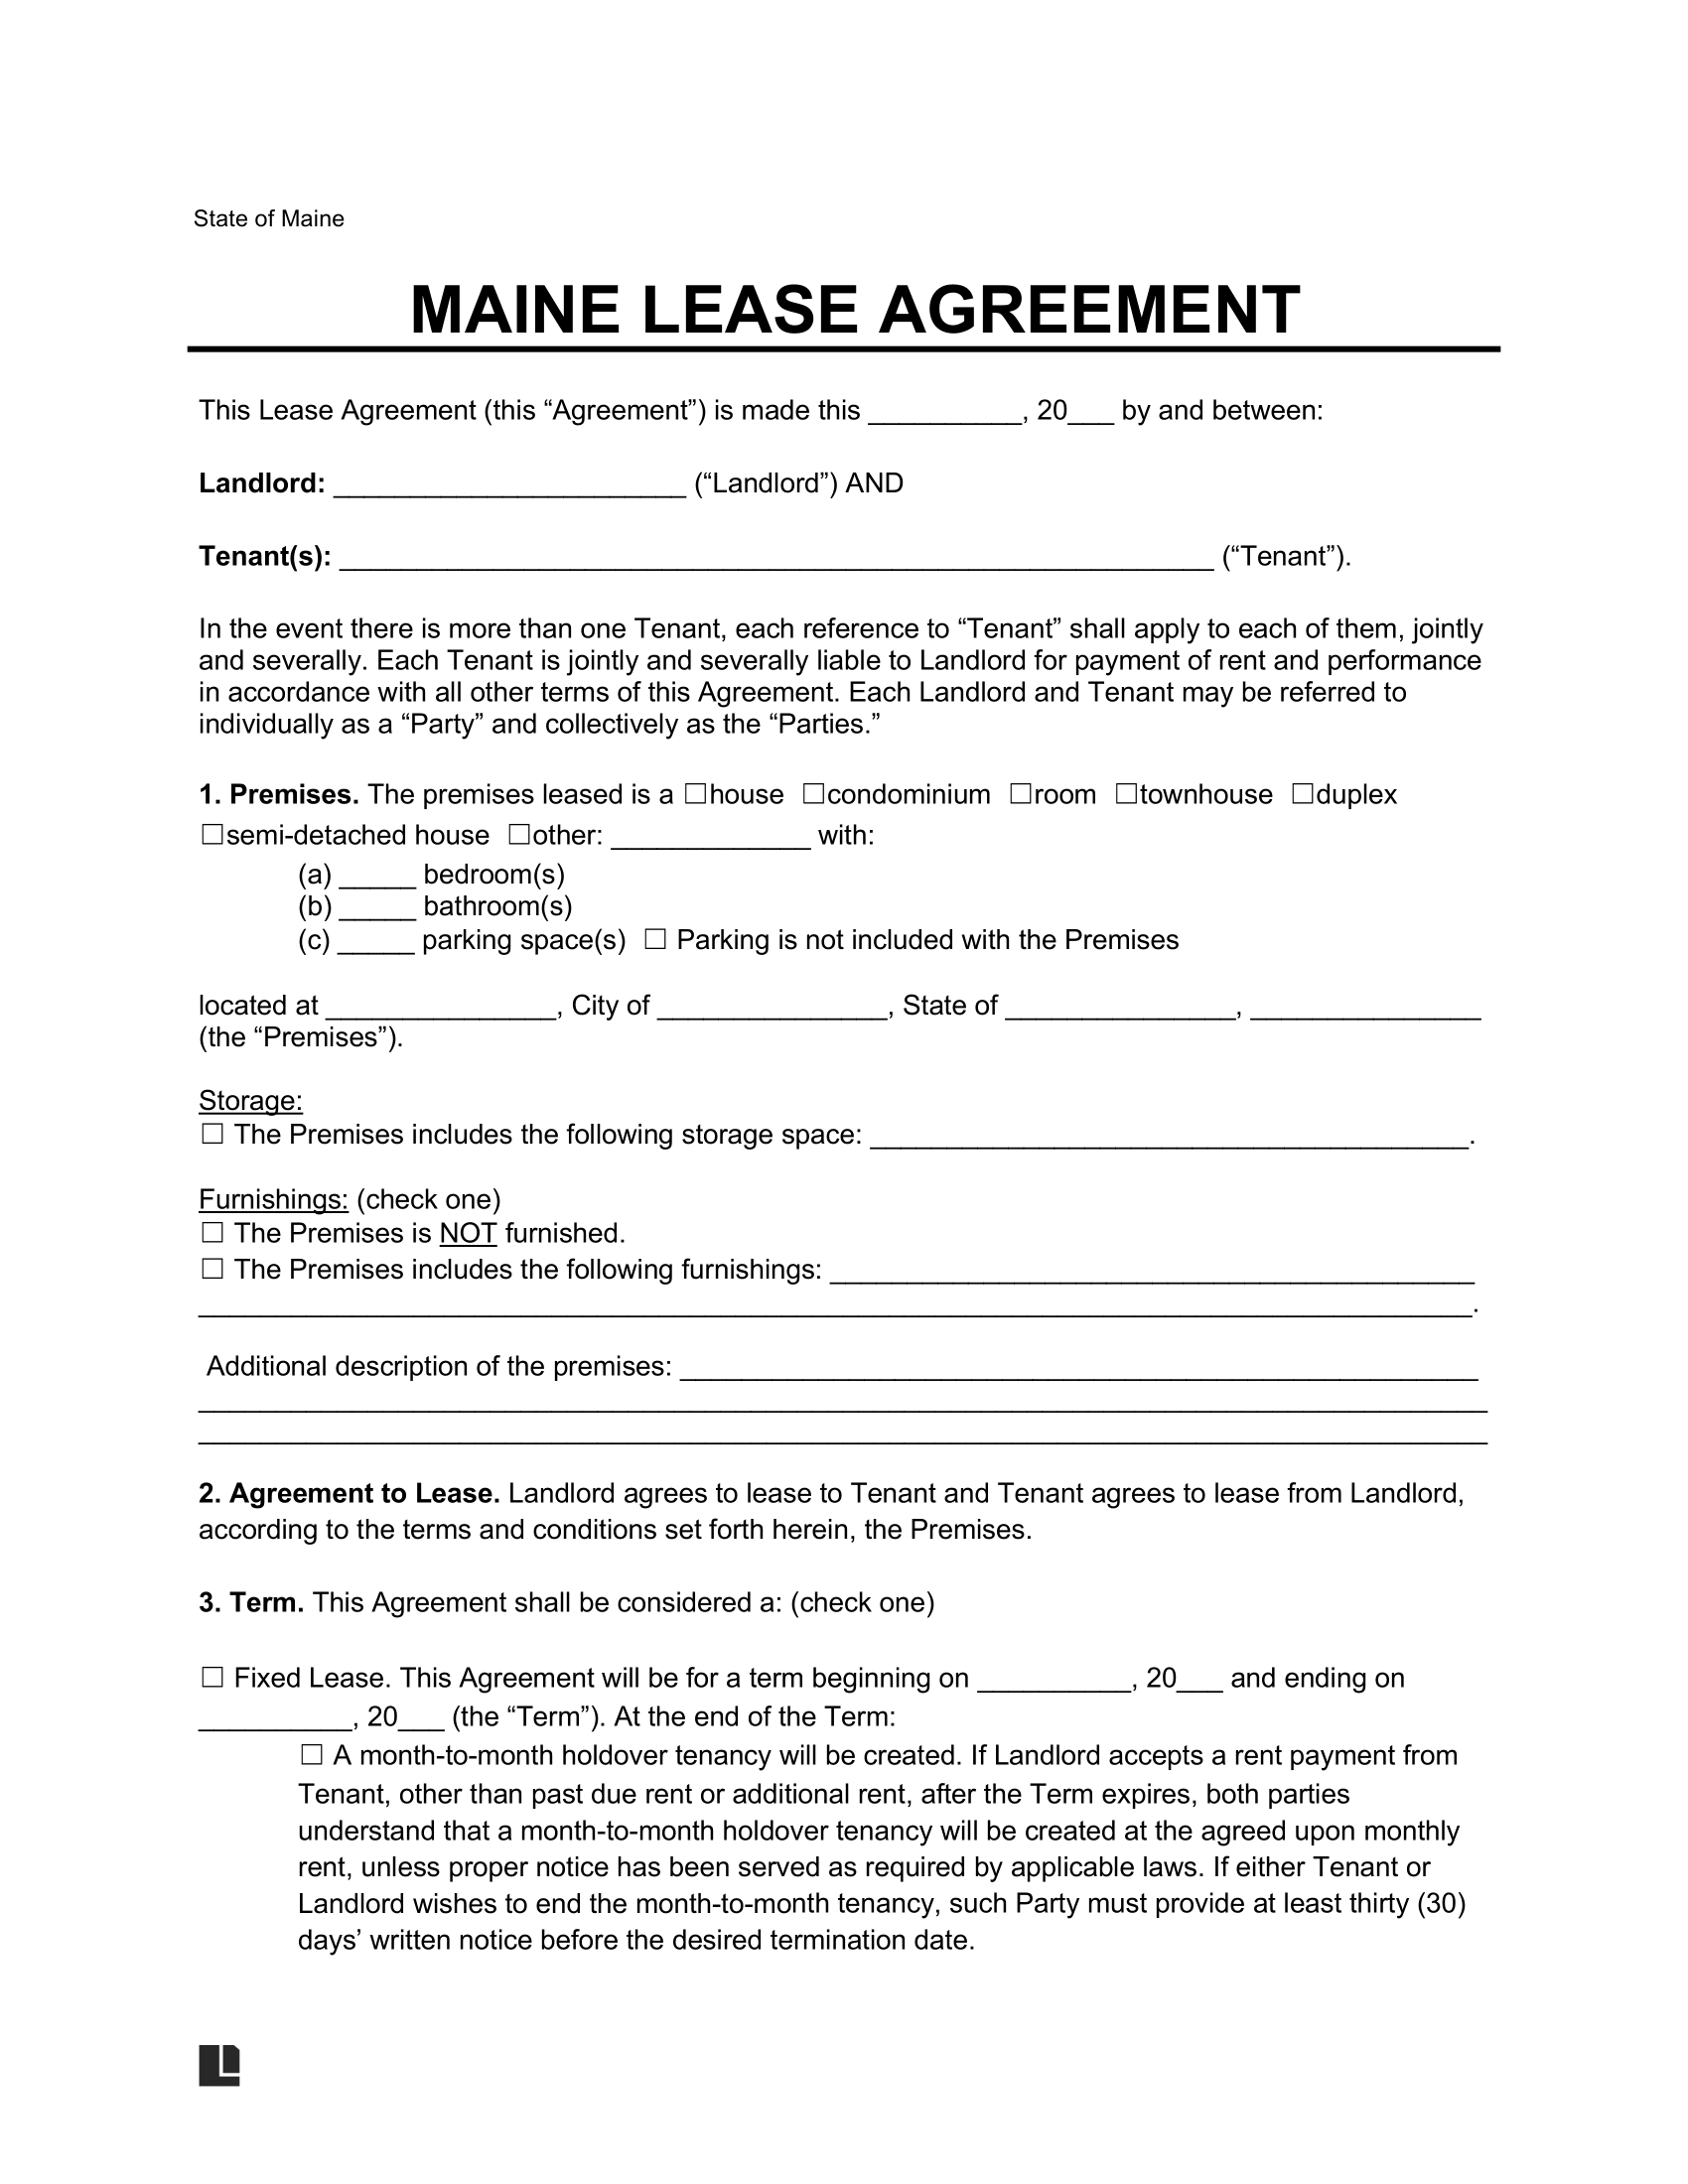 State of Maine
MAINE LEASE AGREEMENT
This Lease Agreement (this “Agreement”) is made this __________, 20___ by and between:
Landlord: _______________________ (“Landlord”) AND
Tenant(s): _________________________________________________________ (“Tenant”).
In the event there is more than one Tenant, each reference to “Tenant” shall apply to each of them, jointly
and severally. Each Tenant is jointly and severally liable to Landlord for payment of rent and performance
in accordance with all other terms of this Agreement. Each Landlord and Tenant may be referred to
individually as a “Party” and collectively as the “Parties.”
1. Premises. The premises leased is a ☐house ☐condominium ☐room ☐townhouse ☐duplex
☐semi-detached house ☐other: _____________ with:
(a) _____ bedroom(s)
(b) _____ bathroom(s)
(c) _____ parking space(s) ☐ Parking is not included with the Premises
located at _______________, City of _______________, State of _______________, _______________
(the “Premises”).
Storage:
☐ The Premises includes the following storage space: _______________________________________.
Furnishings: (check one)
☐ The Premises is NOT furnished.
☐ The Premises includes the following furnishings: __________________________________________
___________________________________________________________________________________.
Additional description of the premises: ____________________________________________________
____________________________________________________________________________________
____________________________________________________________________________________
2. Agreement to Lease. Landlord agrees to lease to Tenant and Tenant agrees to lease from Landlord,
according to the terms and conditions set forth herein, the Premises.
3. Term. This Agreement shall be considered a: (check one)
☐ Fixed Lease. This Agreement will be for a term beginning on __________, 20___ and ending on
__________, 20___ (the “Term”). At the end of the Term:
☐ A month-to-month holdover tenancy will be created. If Landlord accepts a rent payment from
Tenant, other than past due rent or additional rent, after the Term expires, both parties
understand that a month-to-month holdover tenancy will be created at the agreed upon monthly
rent, unless proper notice has been served as required by applicable laws. If either Tenant or
Landlord wishes to end the month-to-month tenancy, such Party must provide at least thirty (30)
days’ written notice before the desired termination date.